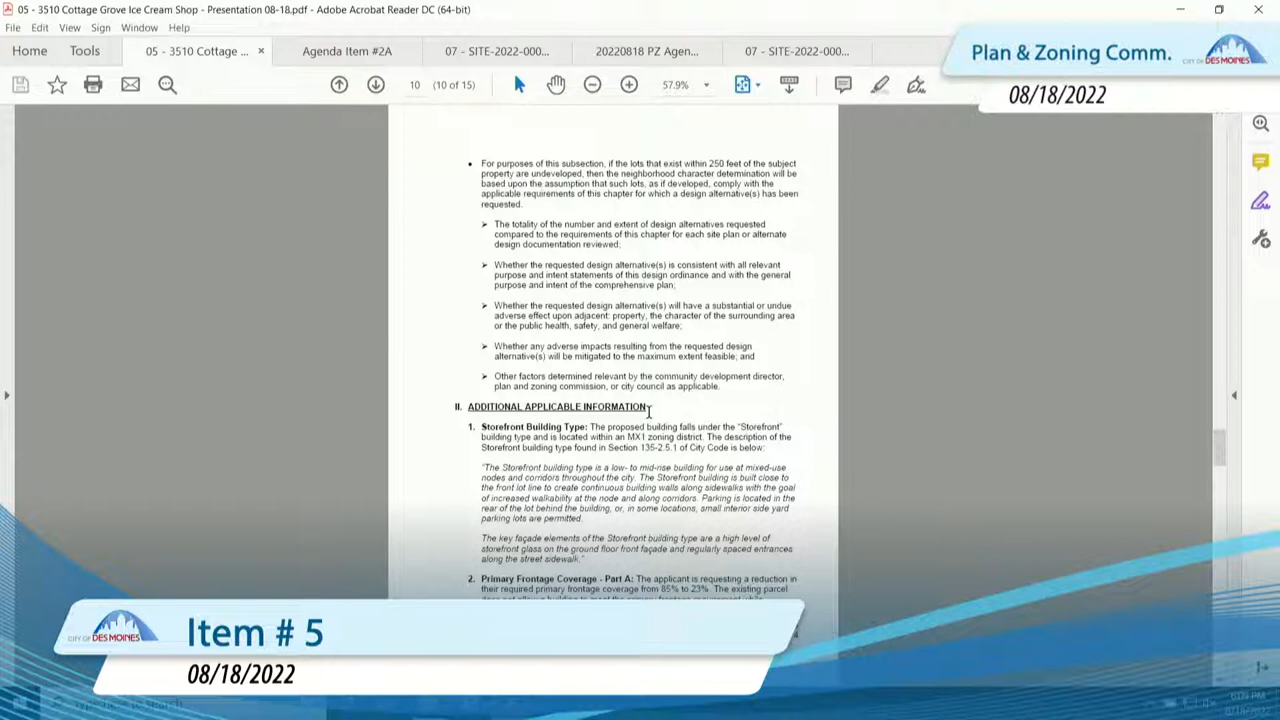 05 - 3510 Cottage Grove Ice Cream Shop - Presentation 08-18.pdf - Adobe Acrobat Reader DC (64-bit)
File Edit View Sign Window Help
Home Tools 05 - 3510 Cottage ... × Agenda Item #2A 07 - SITE-2022-000... 20220818 PZ Agen... 07 - SITE-2022-000...
Plan & Zoning Comm.
CITY OF DES MOINES
08/18/2022
10 (10 of 15) 57.9%
• For purposes of this subsection, if the lots that exist within 250 feet of the subject
property are undeveloped, then the neighborhood character determination will be
based upon the assumption that such lots, as if developed, comply with the
applicable requirements of this chapter for which a design alternative(s) has been
requested.
➢ The totality of the number and extent of design alternatives requested
compared to the requirements of this chapter for each site plan or alternate
design documentation reviewed;
➢ Whether the requested design alternative(s) is consistent with all relevant
purpose and intent statements of this design ordinance and with the general
purpose and intent of the comprehensive plan;
➢ Whether the requested design alternative(s) will have a substantial or undue
adverse effect upon adjacent property, the character of the surrounding area
or the public health, safety, and general welfare;
➢ Whether any adverse impacts resulting from the requested design
alternative(s) will be mitigated to the maximum extent feasible; and
➢ Other factors determined relevant by the community development director,
plan and zoning commission, or city council as applicable.
II. ADDITIONAL APPLICABLE INFORMATION
1. Storefront Building Type: The proposed building falls under the "Storefront"
building type and is located within an MX1 zoning district. The description of the
Storefront building type found in Section 135-2.5.1 of City Code is below:
"The Storefront building type is a low- to mid-rise building for use at mixed-use
nodes and corridors throughout the city. The Storefront building is built close to
the front lot line to create continuous building walls along sidewalks with the goal
of increased walkability at the node and along corridors. Parking is located in the
rear of the lot behind the building, or, in some locations, small interior side yard
parking lots are permitted.
The key façade elements of the Storefront building type are a high level of
storefront glass on the ground floor front façade and regularly spaced entrances
along the street sidewalk."
2. Primary Frontage Coverage - Part A: The applicant is requesting a reduction in
their required primary frontage coverage from 85% to 23%. The existing parcel
CITY OF DES MOINES
Item # 5
08/18/2022